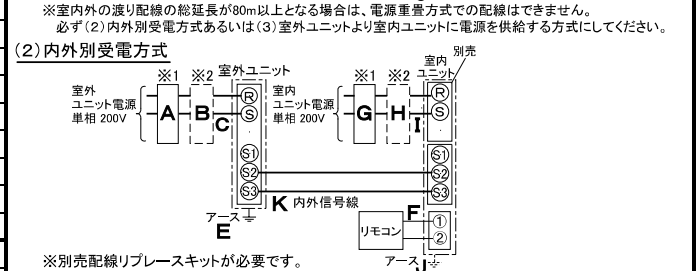 ※室内外の渡り配線の総延長が80m以上となる場合は、電源重畳方式での配線はできません。
必ず(2)内外別受電方式あるいは(3)室外ユニットより室内ユニットに電源を供給する方式にしてください。
(2)内外別受電方式
※1 ※2 室外ユニット
室外
ユニット電源
単相 200V
A B C
R
S
S1
S2
S3
アース
E
※1 ※2 室内
ユニット 別売
室内
ユニット電源
単相 200V
G H I
R
S
S1
S2
S3
K 内外信号線
F
リモコン
①
②
アース J
※別売配線リプレースキットが必要です。